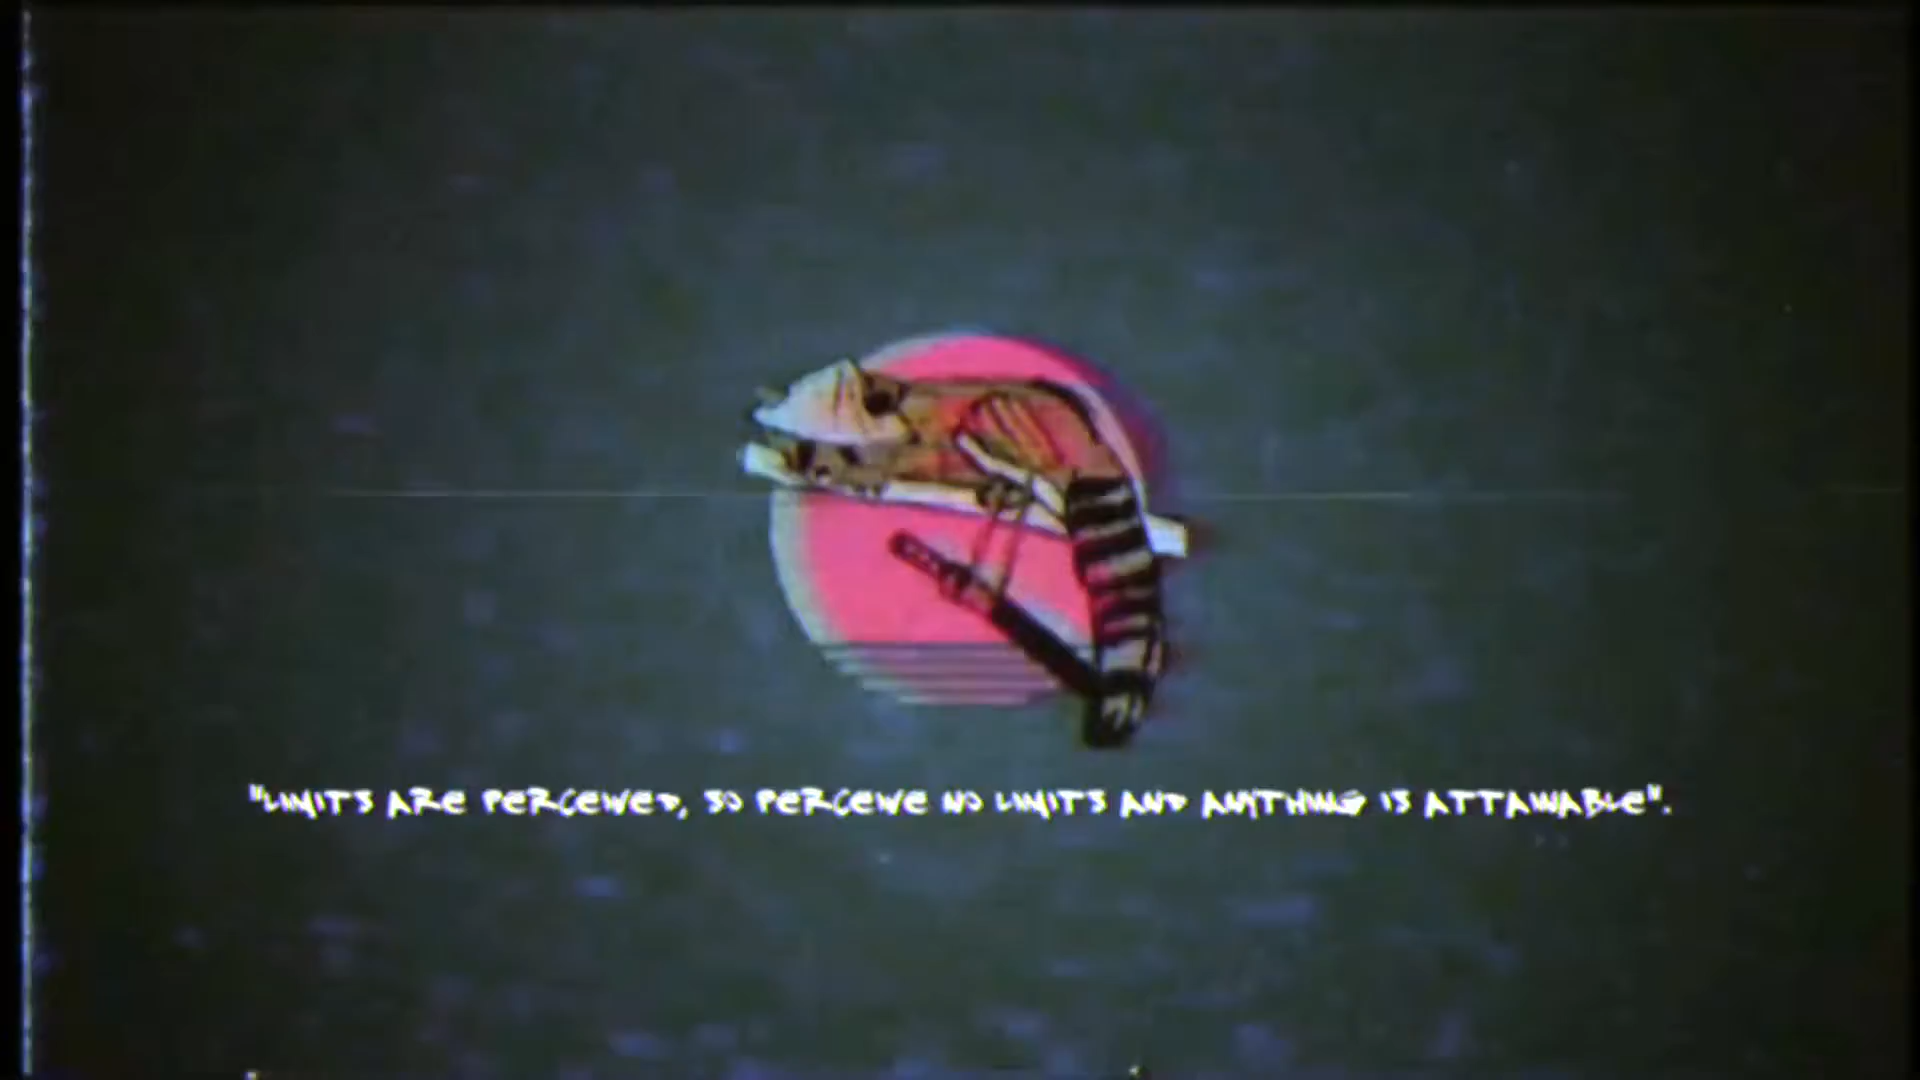 "LIMITS ARE PERCEIVED, SO PERCEIVE NO LIMITS AND ANYTHING IS ATTAINABLE".